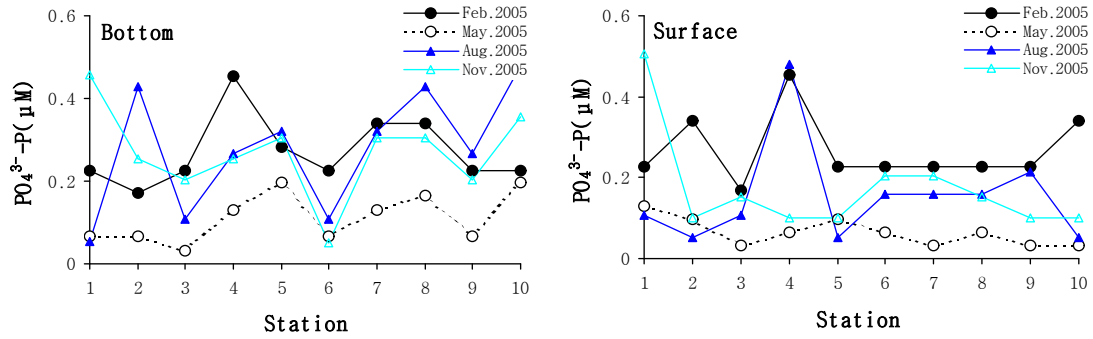 Bottom
Feb.2005
May.2005
Aug.2005
Nov.2005
PO₄³⁻-P(μM)
0.6
0.4
0.2
0
1 2 3 4 5 6 7 8 9 10
Station
Surface
Feb.2005
May.2005
Aug.2005
Nov.2005
PO₄³⁻-P(μM)
0.6
0.4
0.2
0
1 2 3 4 5 6 7 8 9 10
Station